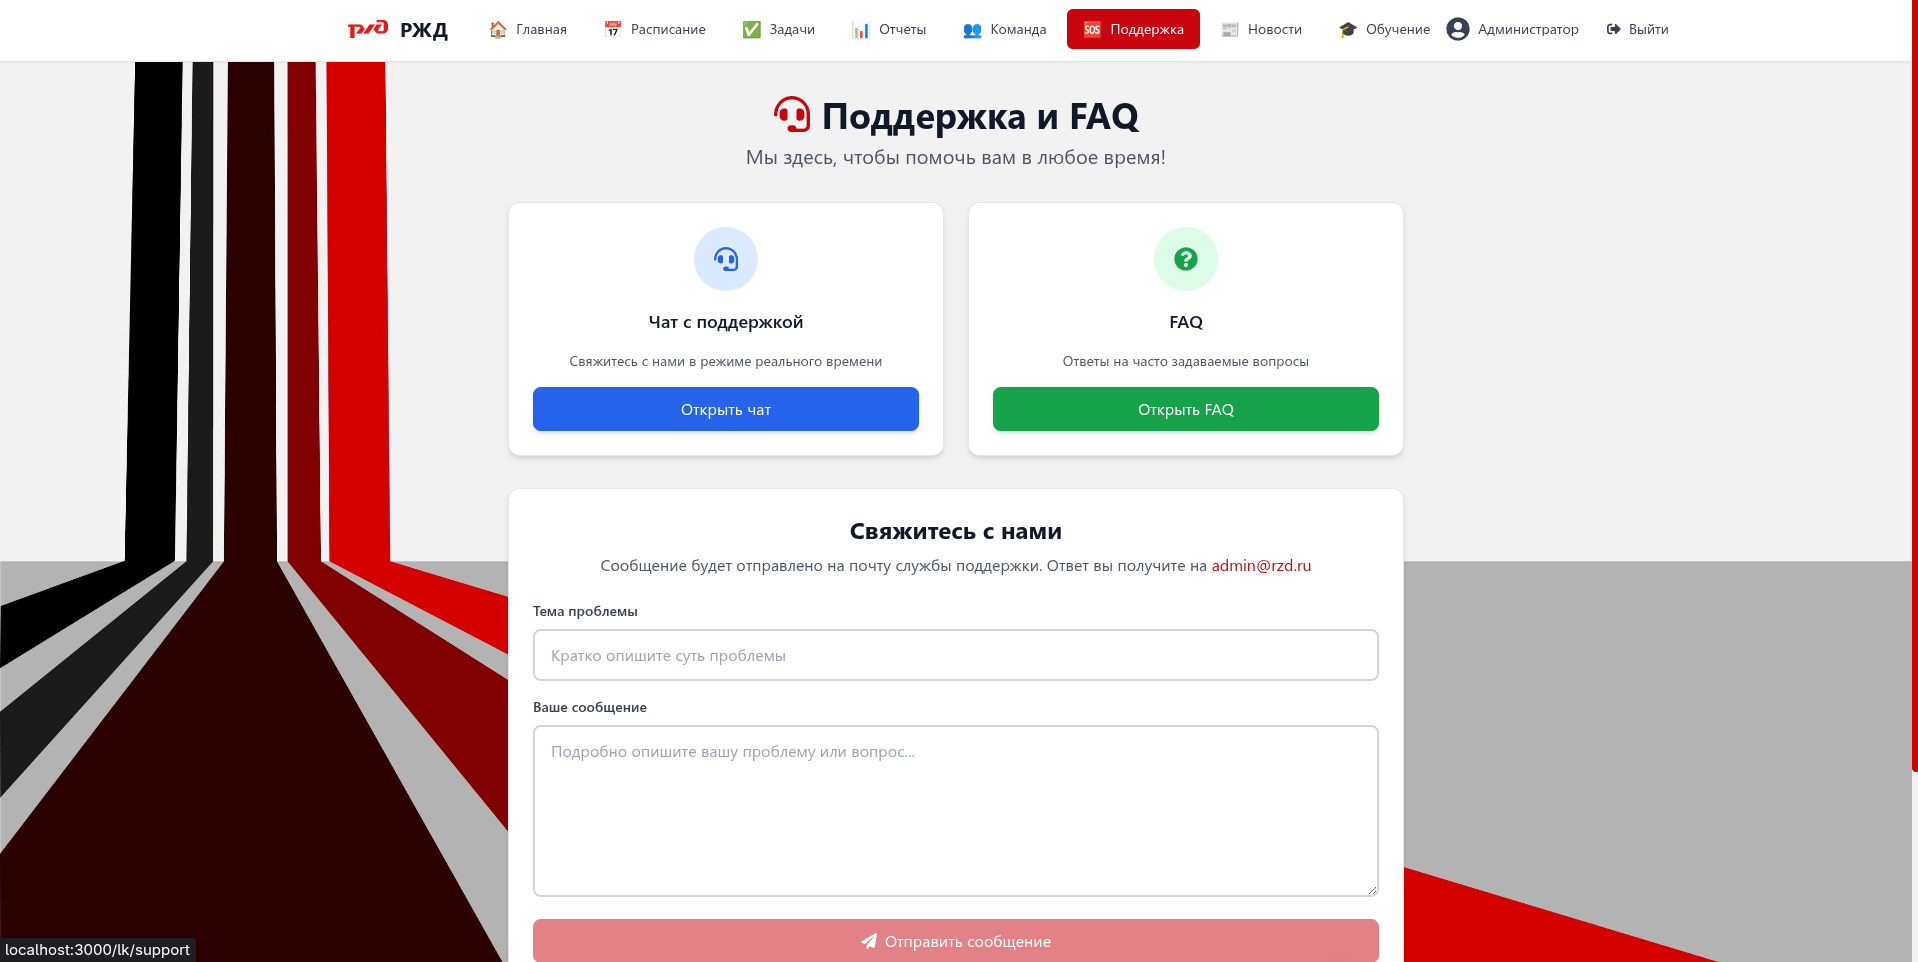 ржд РЖД 🏠 Главная 📅 Расписание ✅ Задачи 📊 Отчеты 👥 Команда 🆘 Поддержка 📰 Новости 🎓 Обучение Администратор Выйти
Поддержка и FAQ
Мы здесь, чтобы помочь вам в любое время!
Чат с поддержкой
Свяжитесь с нами в режиме реального времени
Открыть чат
FAQ
Ответы на часто задаваемые вопросы
Открыть FAQ
Свяжитесь с нами
Сообщение будет отправлено на почту службы поддержки. Ответ вы получите на admin@rzd.ru
Тема проблемы
Кратко опишите суть проблемы
Ваше сообщение
Подробно опишите вашу проблему или вопрос...
Отправить сообщение
localhost:3000/lk/support